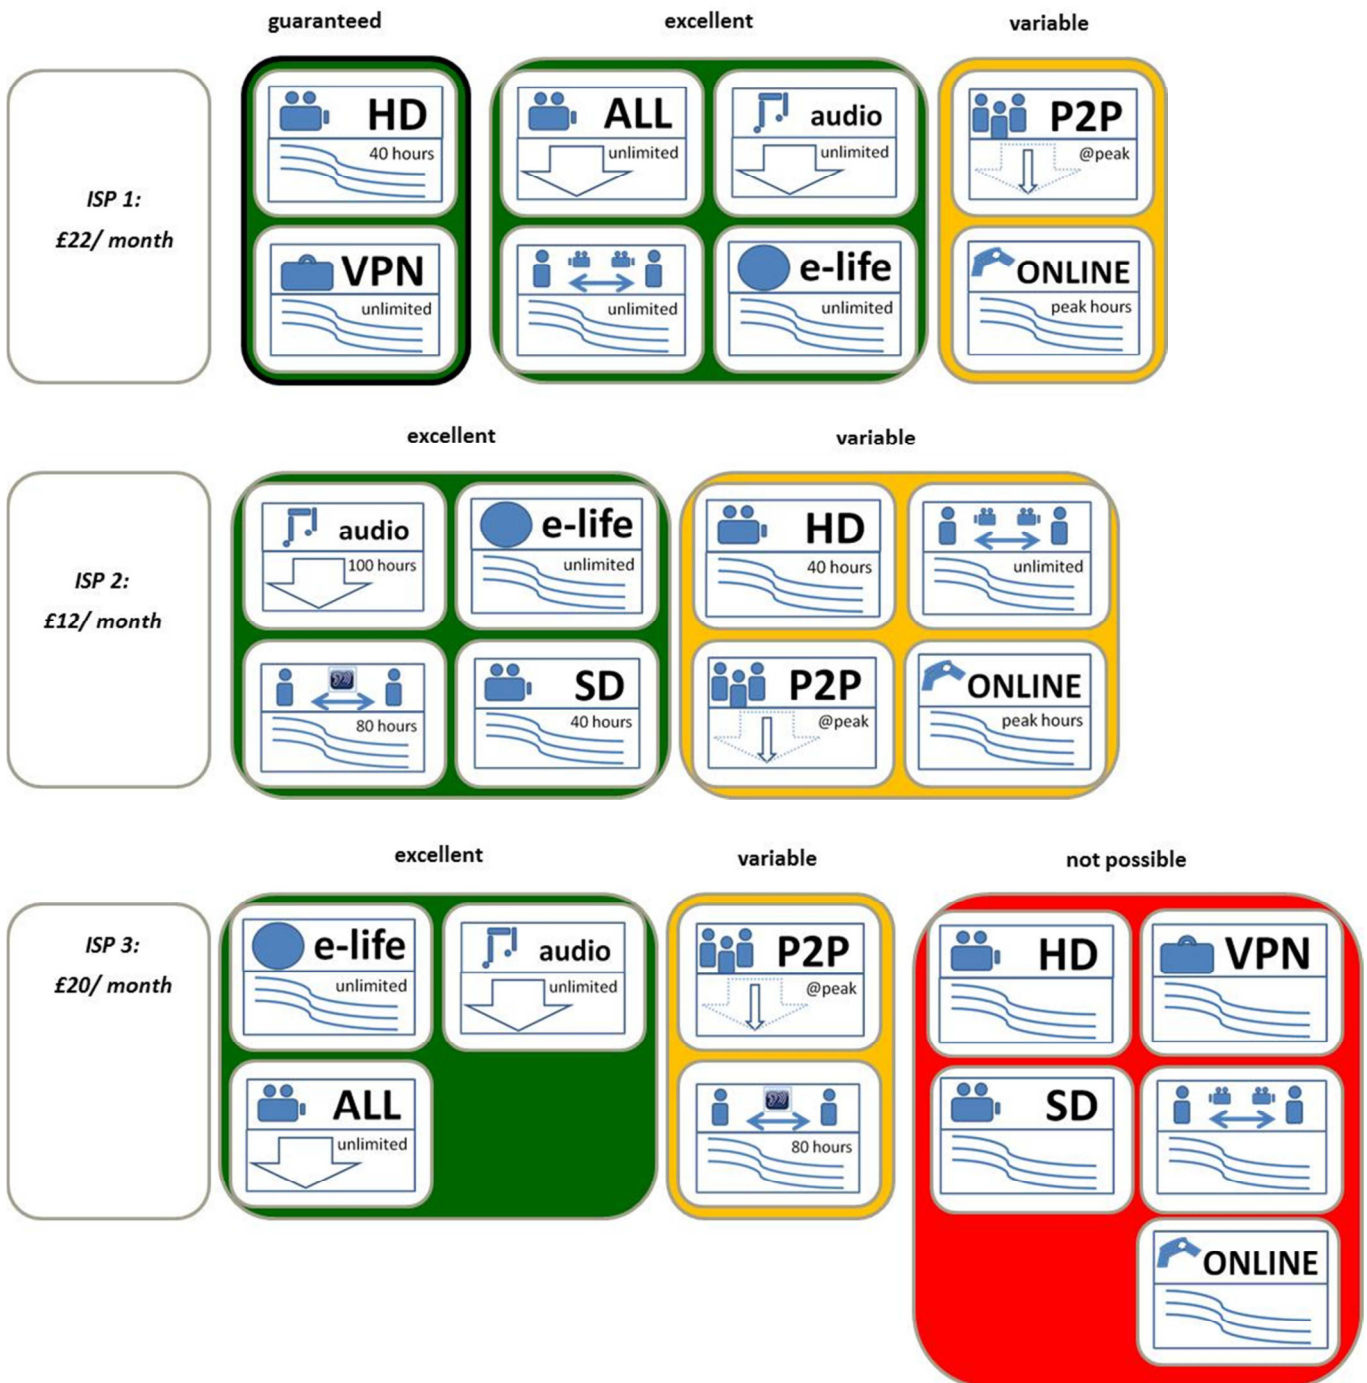 guaranteed
excellent
variable
ISP 1:
£22/ month
HD
40 hours
ALL
unlimited
audio
unlimited
P2P
@peak
VPN
unlimited
unlimited
e-life
unlimited
ONLINE
peak hours
excellent
variable
ISP 2:
£12/ month
audio
100 hours
e-life
unlimited
HD
40 hours
unlimited
80 hours
SD
40 hours
P2P
@peak
ONLINE
peak hours
excellent
variable
not possible
ISP 3:
£20/ month
e-life
unlimited
audio
unlimited
P2P
@peak
HD
VPN
ALL
unlimited
80 hours
SD
ONLINE